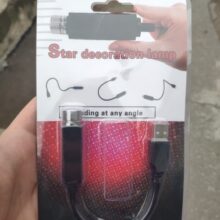 Star decoration lamp
ding at any angle